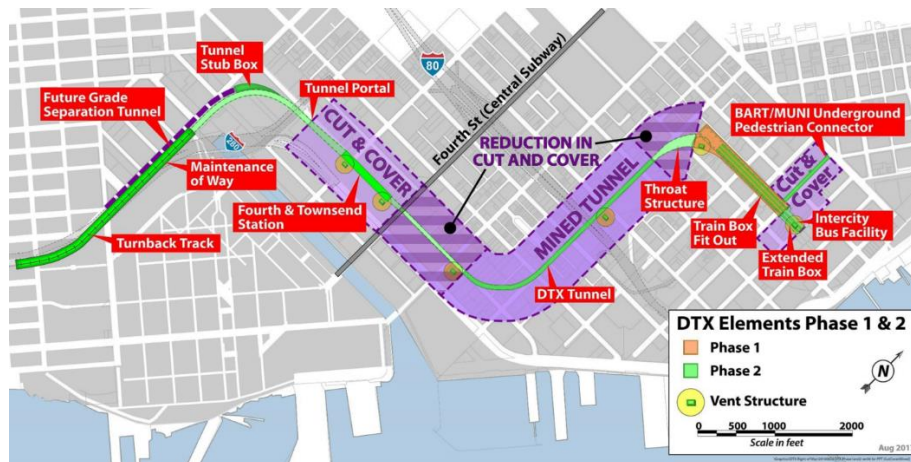 Tunnel
Stub Box
80
Tunnel Portal
Future Grade
Separation Tunnel
280
Fourth St (Central Subway)
BART/MUNI Underground
Pedestrian Connector
CUT &
COVER
REDUCTION IN
CUT AND COVER
Cut &
Cover
Maintenance
of Way
MINED TUNNEL
Throat
Structure
Fourth & Townsend
Station
Train Box
Fit Out
Intercity
Bus Facility
Turnback Track
Extended
Train Box
DTX Tunnel
DTX Elements Phase 1 & 2
Phase 1
Phase 2
N
Vent Structure
0 500 1000 2000
Scale in feet
Aug 201